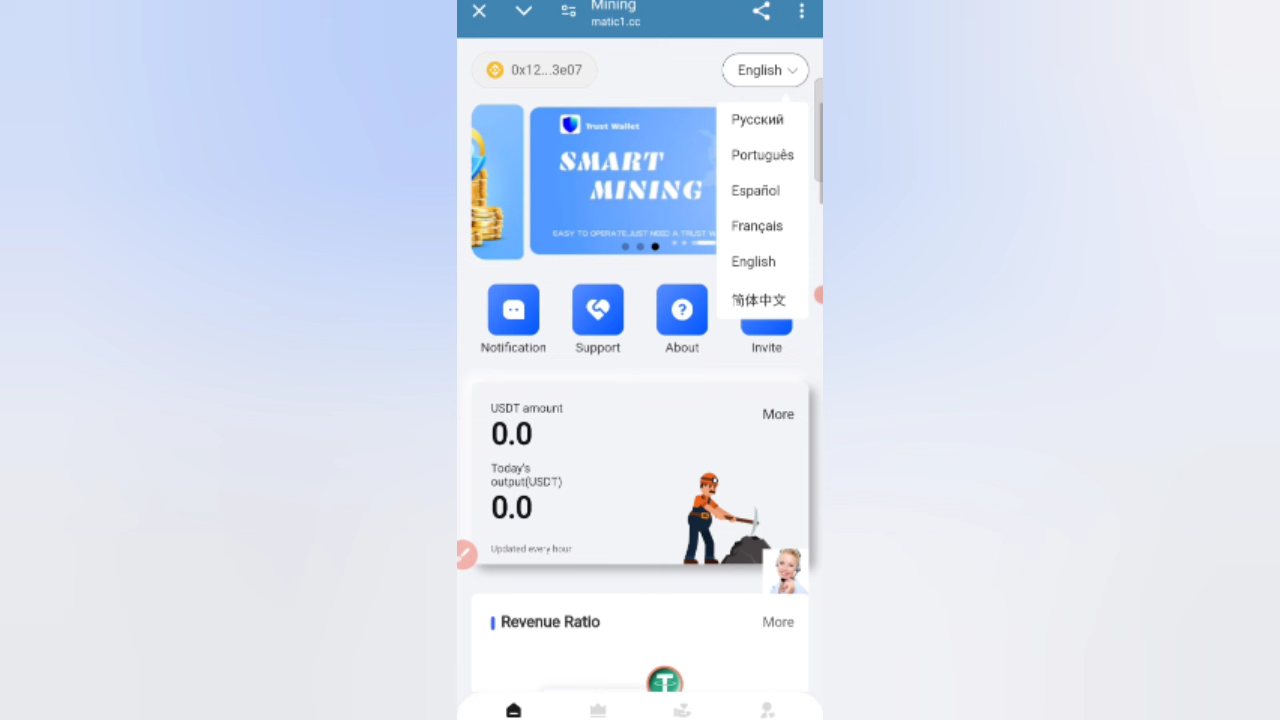 Mining
matic1.cc
0x12...3e07
English
Русский
Português
Español
Français
English
简体中文
Trust Wallet
SMART
MINING
EASY TO OPERATE,JUST NEED A TRUST W
Notification
Support
About
Invite
USDT amount
More
0.0
Today's
output(USDT)
0.0
Updated every hour
Revenue Ratio
More